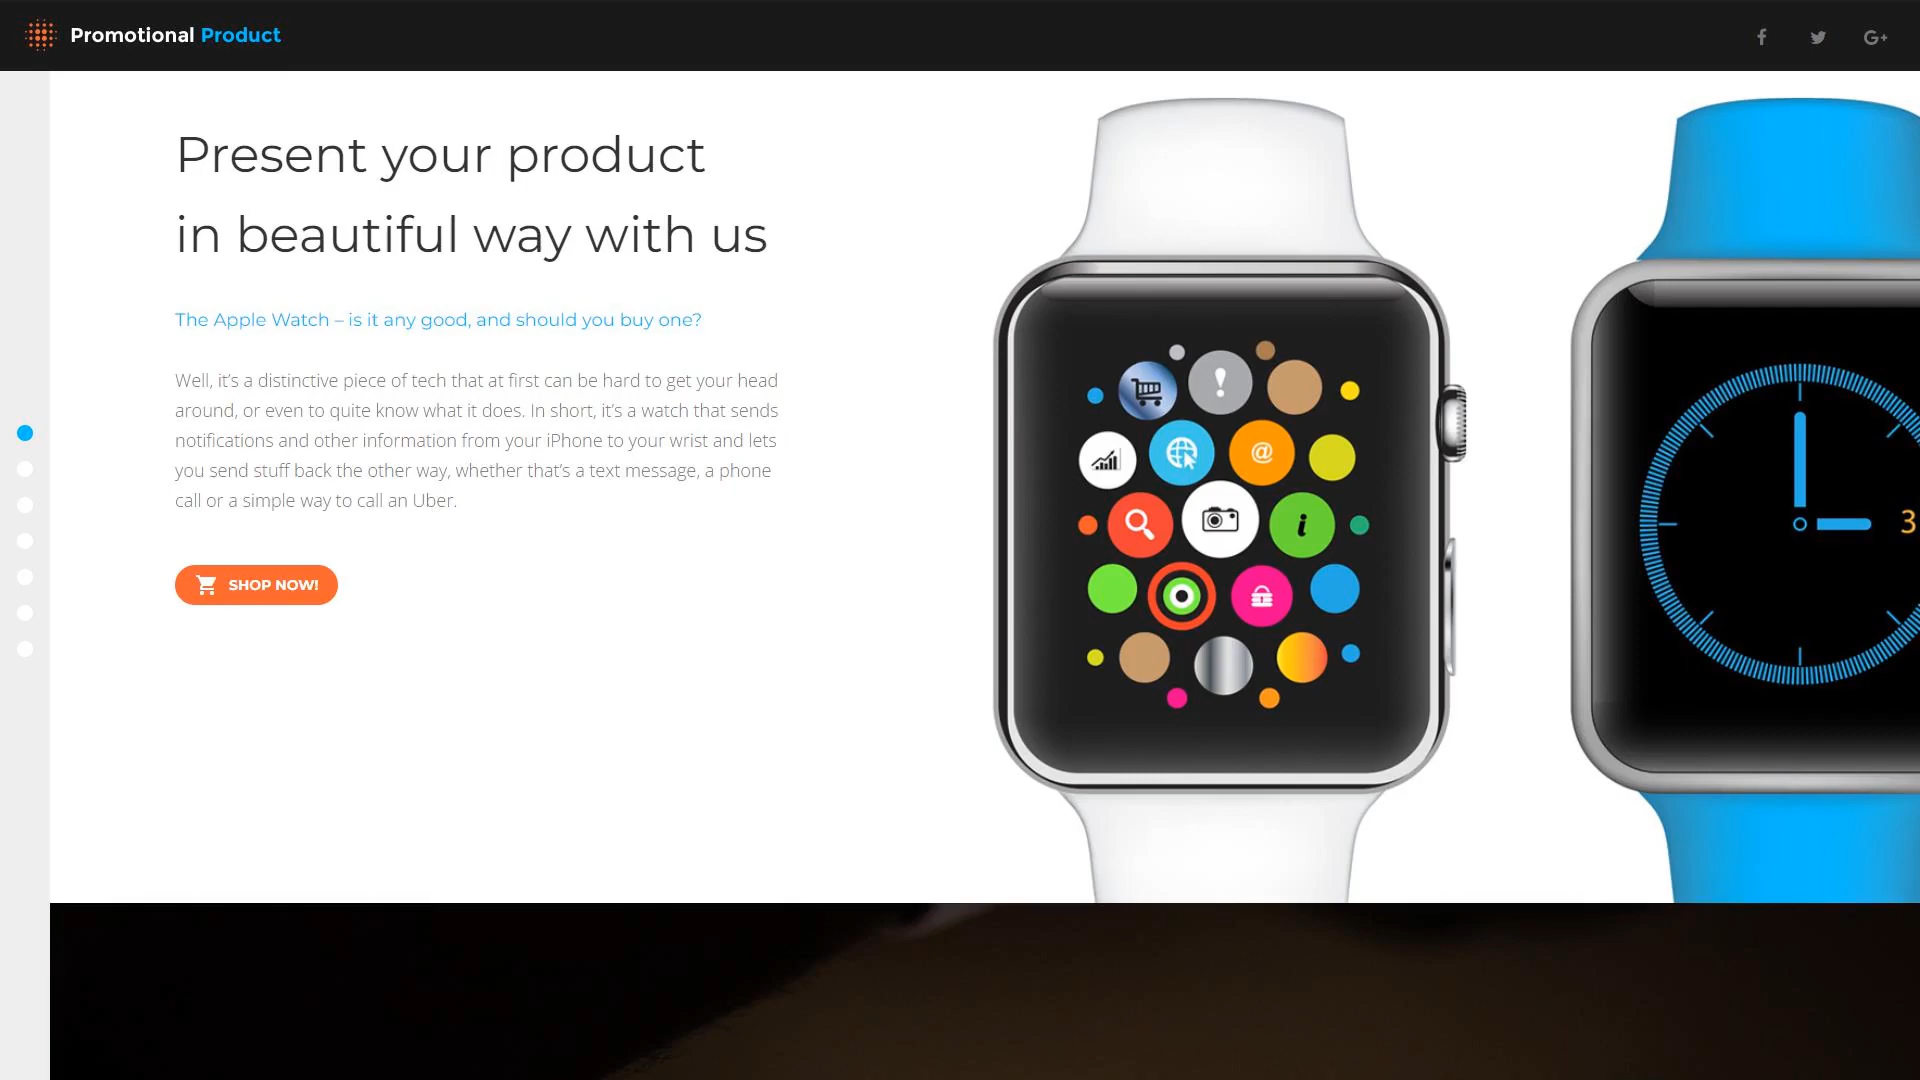 Promotional Product
Present your product
in beautiful way with us
The Apple Watch – is it any good, and should you buy one?
Well, it’s a distinctive piece of tech that at first can be hard to get your head
around, or even to quite know what it does. In short, it’s a watch that sends
notifications and other information from your iPhone to your wrist and lets
you send stuff back the other way, whether that’s a text message, a phone
call or a simple way to call an Uber.
SHOP NOW!
3